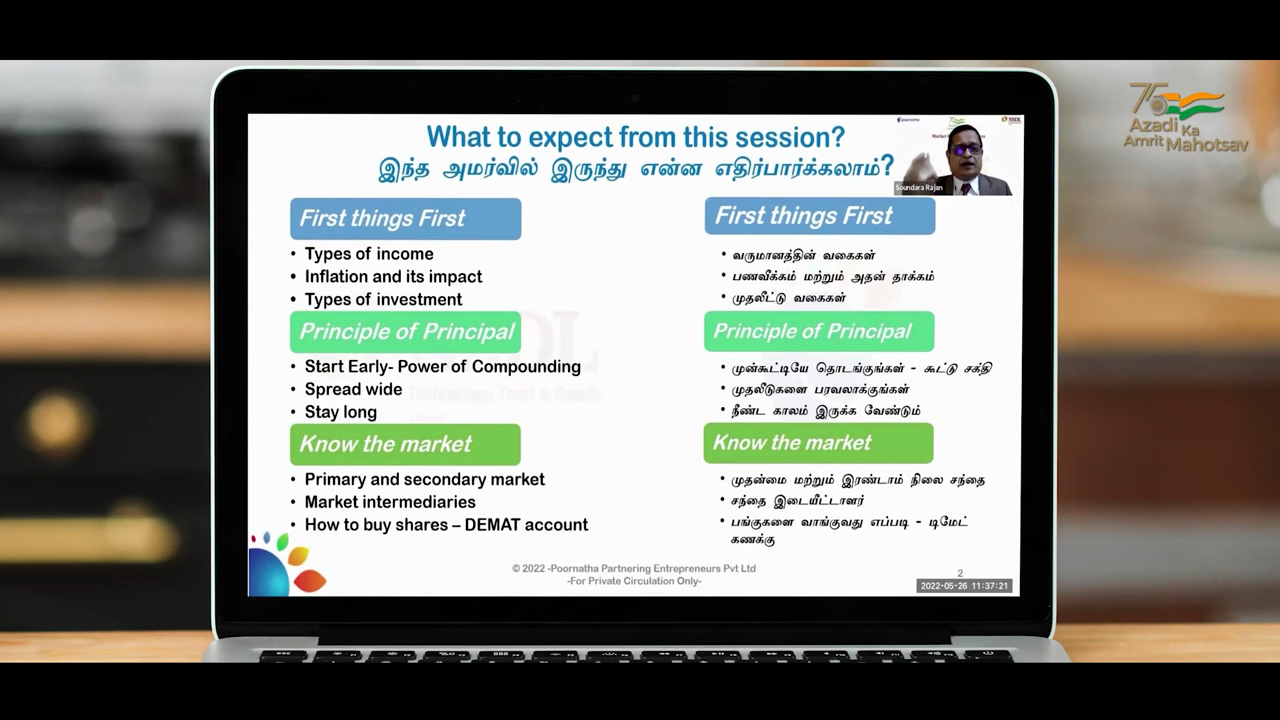 What to expect from this session?
இந்த அமர்வில் இருந்து என்ன எதிர்பார்க்கலாம்?
First things First
• Types of income
• Inflation and its impact
• Types of investment
Principle of Principal
• Start Early- Power of Compounding
• Spread wide
• Stay long
Know the market
• Primary and secondary market
• Market intermediaries
• How to buy shares – DEMAT account
First things First
• வருமானத்தின் வகைகள்
• பணவீக்கம் மற்றும் அதன் தாக்கம்
• முதலீட்டு வகைகள்
Principle of Principal
• முன்கூட்டியே தொடங்குங்கள் - கூட்டு சக்தி
• முதலீடுகளை பரவலாக்குங்கள்
• நீண்ட காலம் இருக்க வேண்டும்
Know the market
• முதன்மை மற்றும் இரண்டாம் நிலை சந்தை
• சந்தை இடையீட்டாளர்
• பங்குகளை வாங்குவது எப்படி - டிமேட்
கணக்கு
© 2022 -Poornatha Partnering Entrepreneurs Pvt Ltd
-For Private Circulation Only-
2
2022-05-26 11:37:21
Soundara Rajan
NSDL
75
Azadi
Ka
Amrit Mahotsav
Technology, Trust & Reach